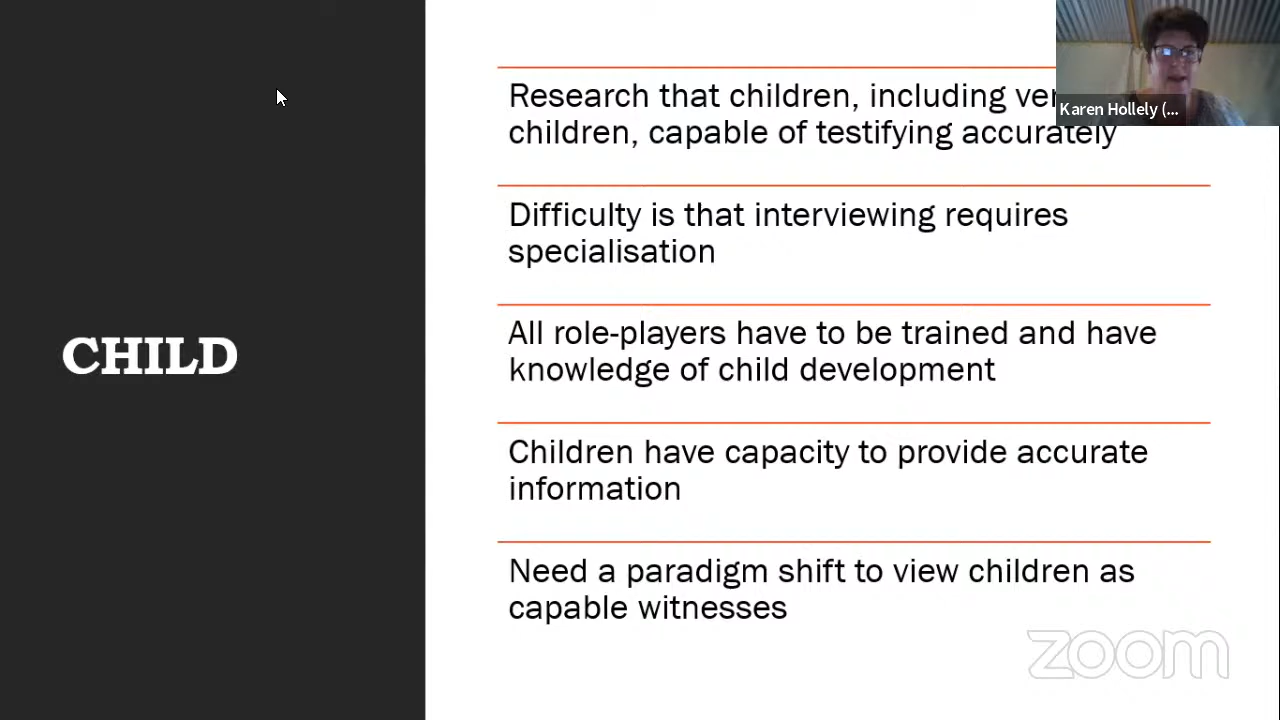 CHILD
Research that children, including
children, capable of testifying accurately
Difficulty is that interviewing requires
specialisation
All role-players have to be trained and have
knowledge of child development
Children have capacity to provide accurate
information
Need a paradigm shift to view children as
capable witnesses
Karen Hollely (...
zoom